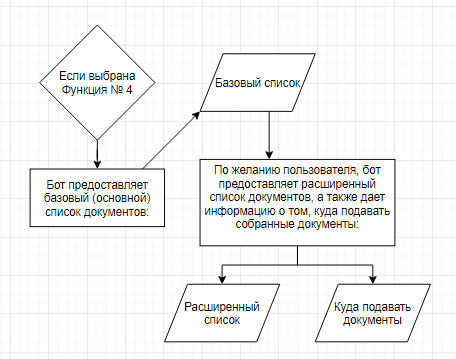 Если выбрана
Функция № 4
Базовый список
Бот предоставляет
базовый (основной)
список документов:
По желанию пользователя, бот
предоставляет расширенный
список документов, а также дает
информацию о том, куда подавать
собранные документы:
Расширенный
список
Куда подавать
документы